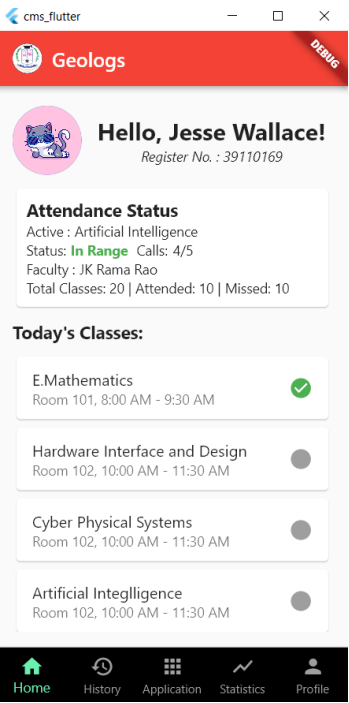 cms_flutter
Geologs
DEBUG
Hello, Jesse Wallace!
Register No. : 39110169
Attendance Status
Active : Artificial Intelligence
Status: In Range Calls: 4/5
Faculty : JK Rama Rao
Total Classes: 20 | Attended: 10 | Missed: 10
Today's Classes:
E.Mathematics
Room 101, 8:00 AM - 9:30 AM
Hardware Interface and Design
Room 102, 10:00 AM - 11:30 AM
Cyber Physical Systems
Room 102, 10:00 AM - 11:30 AM
Artificial Integlligence
Room 102, 10:00 AM - 11:30 AM
Home History Application Statistics Profile